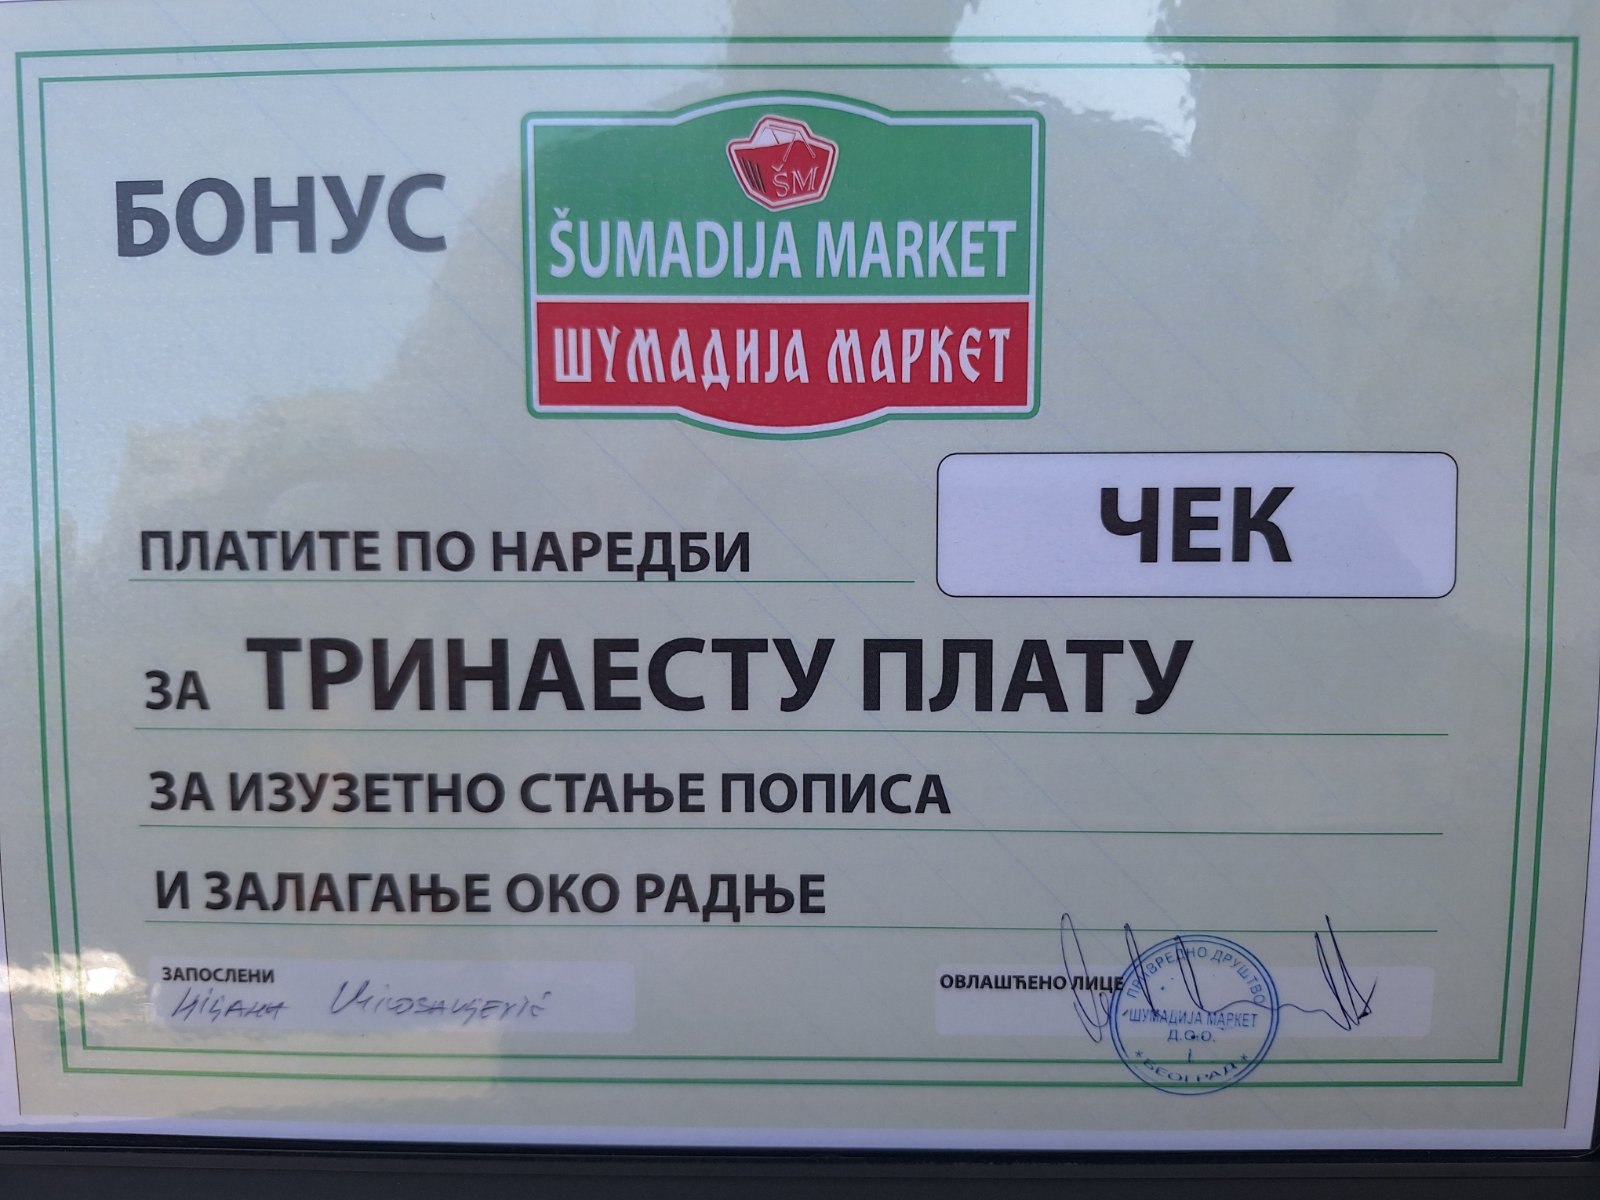 БОНУС
ŠM
ŠUMADIJA MARKET
ШУМАДИЈА МАРКЕТ
ЧЕК
ПЛАТИТЕ ПО НАРЕДБИ
ЗА ТРИНАЕСТУ ПЛАТУ
ЗА ИЗУЗЕТНО СТАЊЕ ПОПИСА
И ЗАЛАГАЊЕ ОКО РАДЊЕ
ЗАПОСЛЕНИ
ОВЛАШЋЕНО ЛИЦЕ
ПРИВРЕДНО ДРУШТВО
ШУМАДИЈА МАРКЕТ
Д.О.О.
БЕОГРАД